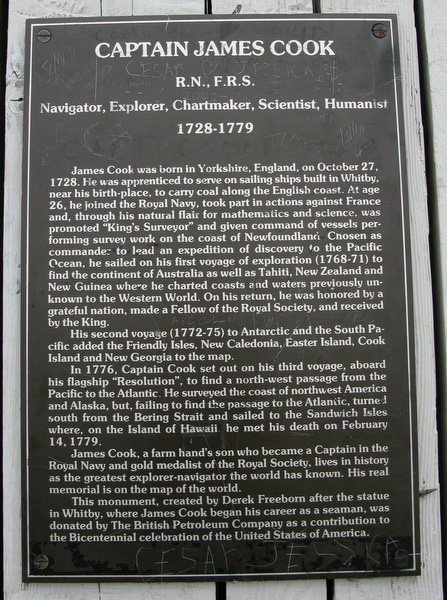 CAPTAIN JAMES COOK
R.N., F.R.S.
Navigator, Explorer, Chartmaker, Scientist, Humanist
1728-1779
James Cook was born in Yorkshire, England, on October 27,
1728. He was apprenticed to serve on sailing ships built in Whitby,
near his birth-place, to carry coal along the English coast. At age
26, he joined the Royal Navy, took part in actions against France
and, through his natural flair for mathematics and science, was
promoted "King's Surveyor" and given command of vessels per-
forming survey work on the coast of Newfoundland. Chosen as
commander to lead an expedition of discovery to the Pacific
Ocean, he sailed on his first voyage of exploration (1768-71) to
find the continent of Australia as well as Tahiti, New Zealand and
New Guinea where he charted coasts and waters previously un-
known to the Western World. On his return, he was honored by a
grateful nation, made a Fellow of the Royal Society, and received
by the King.
His second voyage (1772-75) to Antarctic and the South Pa-
cific added the Friendly Isles, New Caledonia, Easter Island, Cook
Island and New Georgia to the map.
In 1776, Captain Cook set out on his third voyage, aboard
his flagship "Resolution", to find a north-west passage from the
Pacific to the Atlantic. He surveyed the coast of northwest America
and Alaska, but, failing to find the passage to the Atlantic, turned
south from the Bering Strait and sailed to the Sandwich Isles
where, on the Island of Hawaii he met his death on February
14, 1779.
James Cook, a farm hand's son who became a Captain in the
Royal Navy and gold medalist of the Royal Society, lives in history
as the greatest explorer-navigator the world has known. His real
memorial is on the map of the world.
This monument, created by Derek Freeborn after the statue
in Whitby, where James Cook began his career as a seaman, was
donated by The British Petroleum Company as a contribution to
the Bicentennial celebration of the United States of America.
CESAR